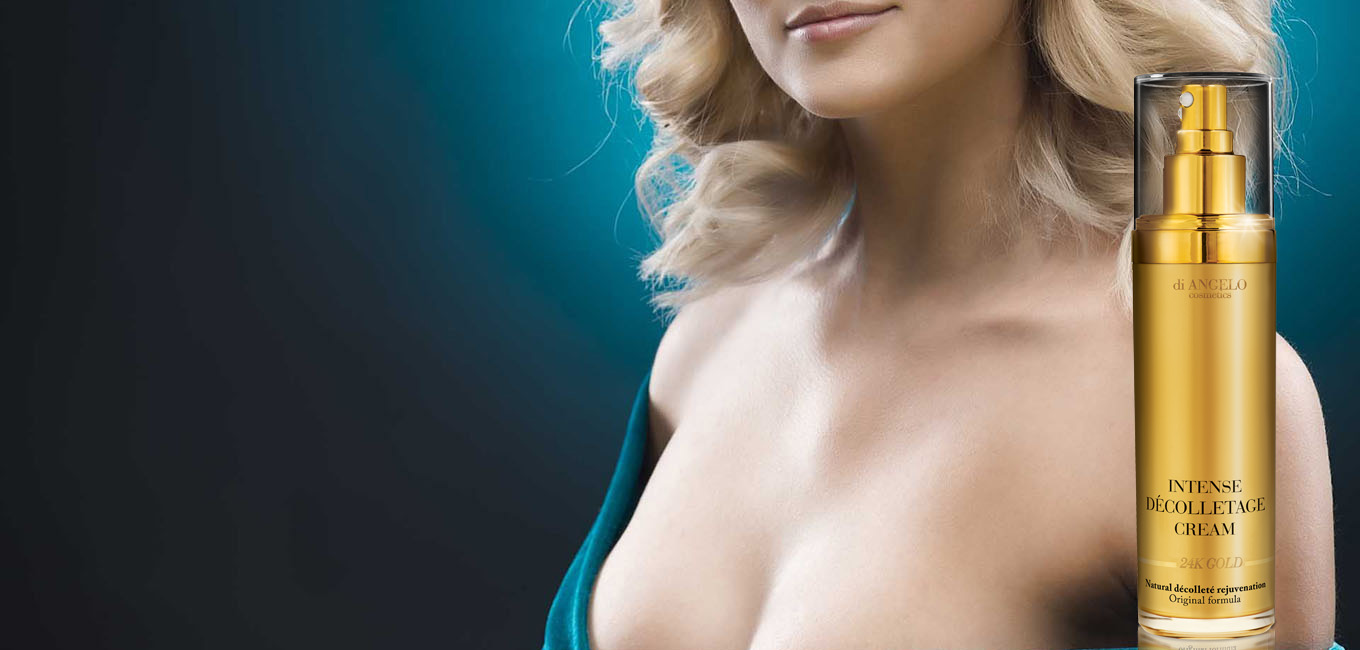 di ANGELO
cosmetics
INTENSE
DÉCOLLETAGE
CREAM
24K GOLD
Natural décolleté rejuvenation
Original formula